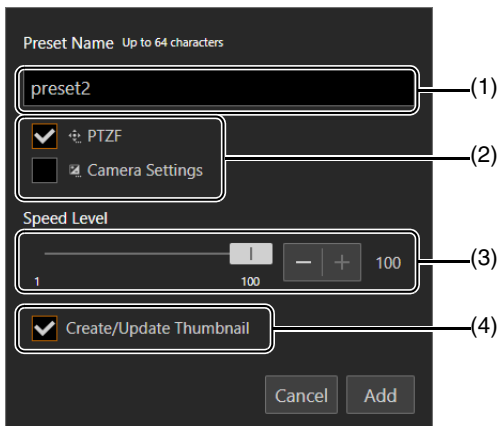 Preset Name Up to 64 characters
preset2 (1)
PTZF
(2)
Camera Settings
Speed Level
− + 100 (3)
1 100
Create/Update Thumbnail (4)
Cancel Add